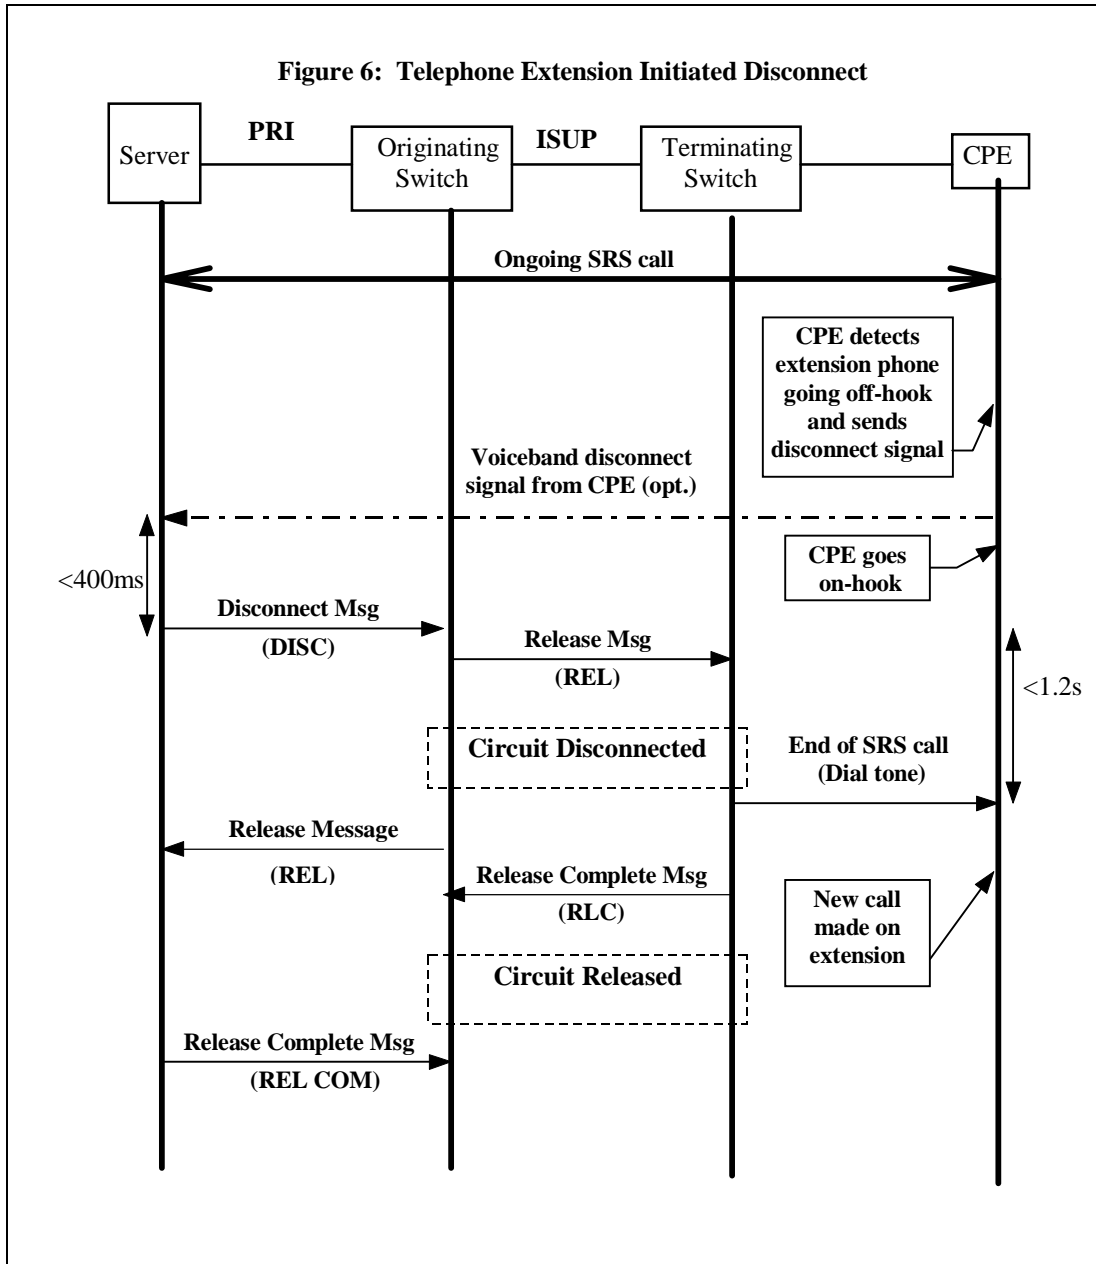 Figure 6: Telephone Extension Initiated Disconnect
Server
PRI
Originating
Switch
ISUP
Terminating
Switch
CPE
Ongoing SRS call
CPE detects
extension phone
going off-hook
and sends
disconnect signal
Voiceband disconnect
signal from CPE (opt.)
CPE goes
on-hook
<400ms
Disconnect Msg
(DISC)
Release Msg
(REL)
<1.2s
Circuit Disconnected
End of SRS call
(Dial tone)
Release Message
(REL)
Release Complete Msg
(RLC)
New call
made on
extension
Circuit Released
Release Complete Msg
(REL COM)